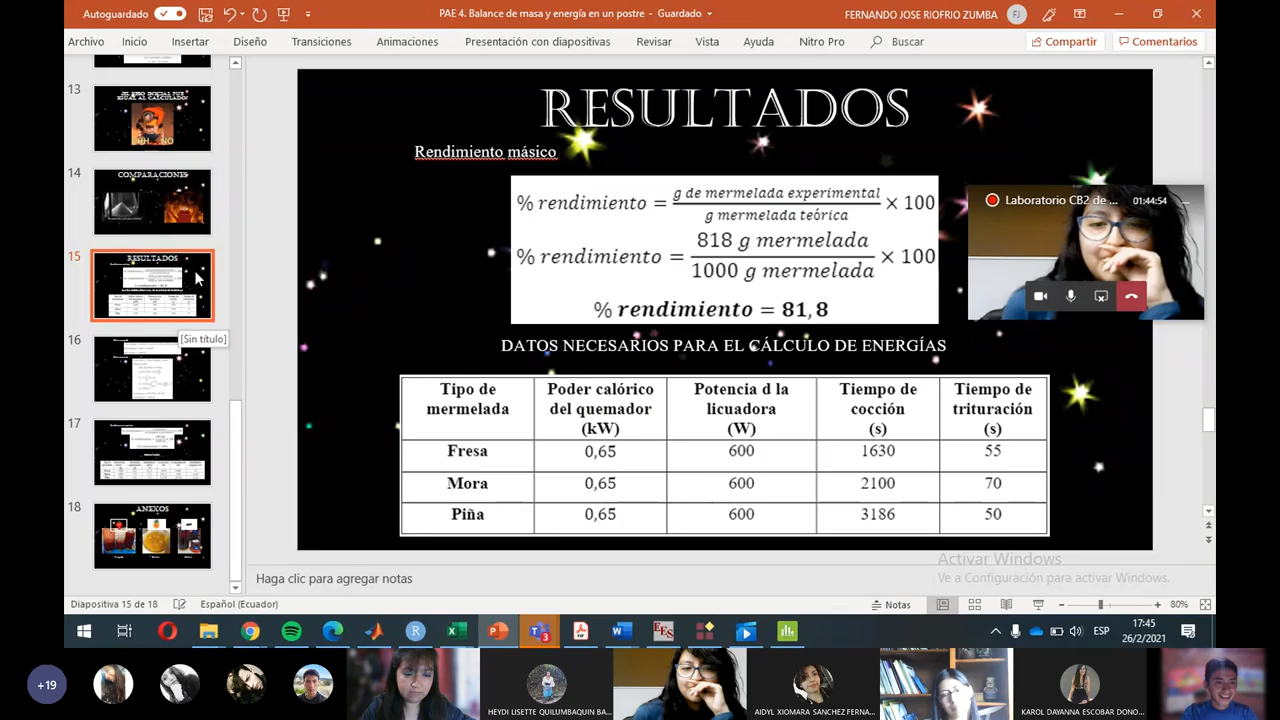 Autoguardado
PAE 4. Balance de masa y energía en un postre - Guardado
FERNANDO JOSE RIOFRIO ZUMBA
FJ
Archivo Inicio Insertar Diseño Transiciones Animaciones Presentación con diapositivas Revisar Vista Ayuda Nitro Pro Buscar
Compartir Comentarios
13
14
COMPARACIONES
15
RESULTADOS
[Sin título]
16
17
18
ANEXOS
RESULTADOS
Rendimiento másico
% rendimiento = g de mermelada experimental / g mermelada teórica × 100
% rendimiento = 818 g mermelada / 1000 g mermelada × 100
% rendimiento = 81,8
DATOS NECESARIOS PARA EL CÁLCULO DE ENERGÍAS
Tipo de mermelada Poder calórico del quemador (kW) Potencia d la licuadora (W) Tiempo de cocción (s) Tiempo de trituración (s)
Fresa 0,65 600 1630 55
Mora 0,65 600 2100 70
Piña 0,65 600 3186 50
Laboratorio CB2 de ... 01:44:54
Activar Windows
Ve a Configuración para activar Windows.
Haga clic para agregar notas
Diapositiva 15 de 18 Español (Ecuador) Notas 80%
ESP
17:45
26/2/2021
+19
HEYDI LISETTE QUILUMBAQUIN BA...
AIDYL XIOMARA SANCHEZ FERNA...
KAROL DAYANNA ESCOBAR DONO...